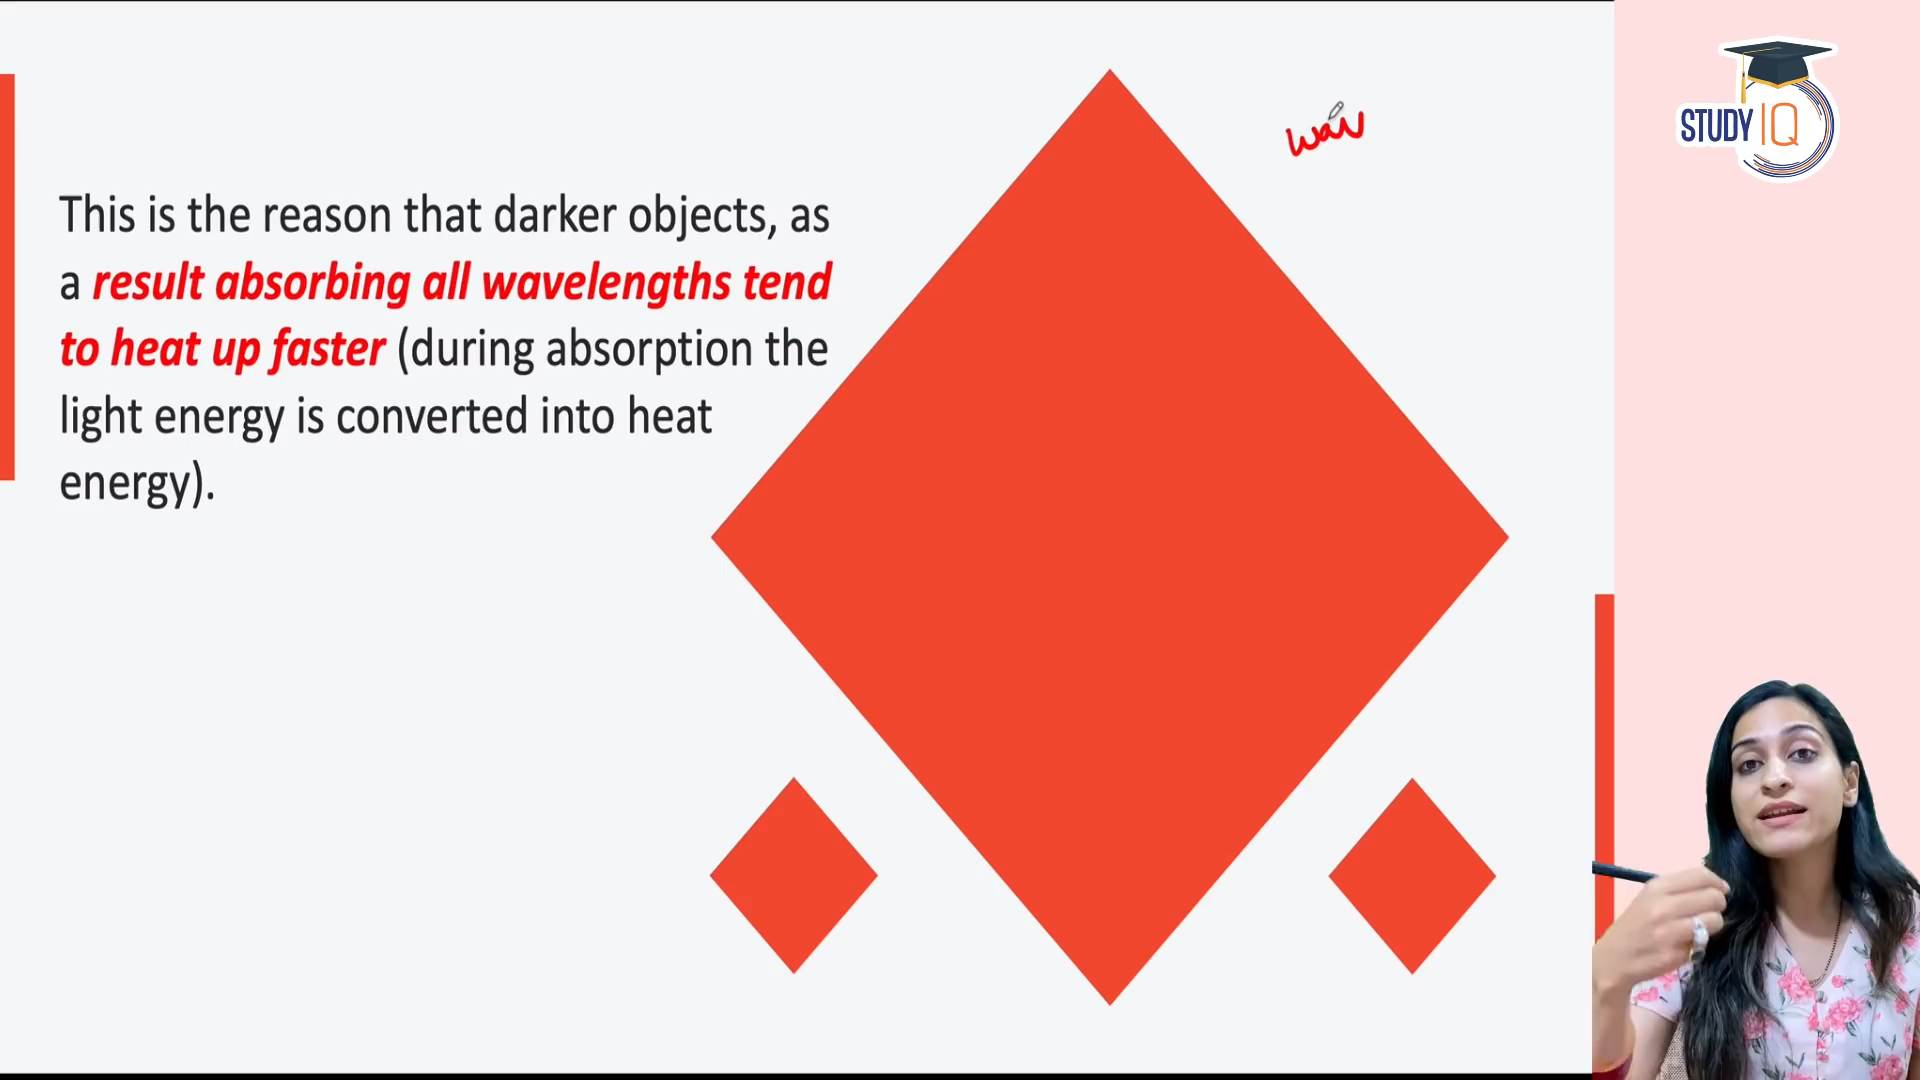 This is the reason that darker objects, as
a result absorbing all wavelengths tend
to heat up faster (during absorption the
light energy is converted into heat
energy).
wav
STUDY IQ